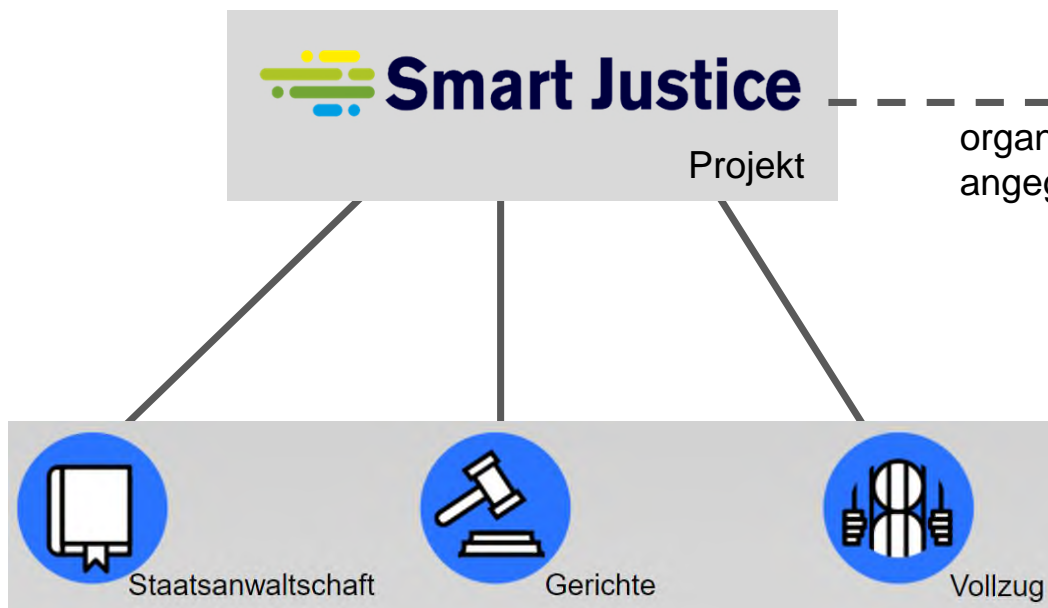 Smart Justice
Projekt
organ
angeg
Staatsanwaltschaft
Gerichte
Vollzug